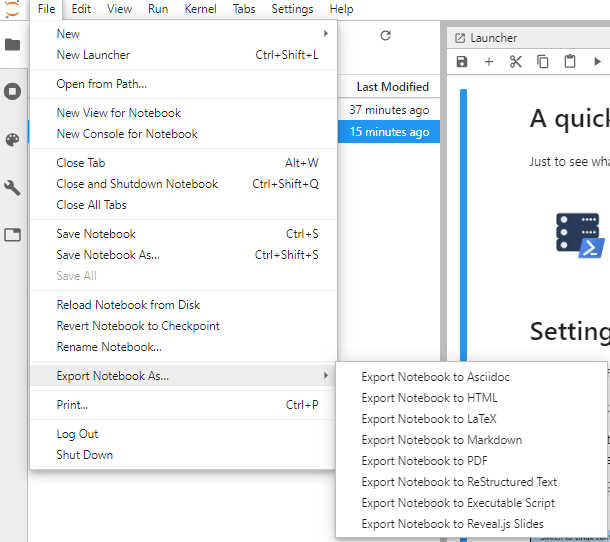 File Edit View Run Kernel Tabs Settings Help
New
New Launcher Ctrl+Shift+L
Open from Path...
New View for Notebook
New Console for Notebook
Close Tab Alt+W
Close and Shutdown Notebook Ctrl+Shift+Q
Close All Tabs
Save Notebook Ctrl+S
Save Notebook As... Ctrl+Shift+S
Save All
Reload Notebook from Disk
Revert Notebook to Checkpoint
Rename Notebook...
Export Notebook As...
Print... Ctrl+P
Log Out
Shut Down
Export Notebook to Asciidoc
Export Notebook to HTML
Export Notebook to LaTeX
Export Notebook to Markdown
Export Notebook to PDF
Export Notebook to ReStructured Text
Export Notebook to Executable Script
Export Notebook to Reveal.js Slides
Last Modified
37 minutes ago
15 minutes ago
Launcher
A quick
Just to see wha
Setting